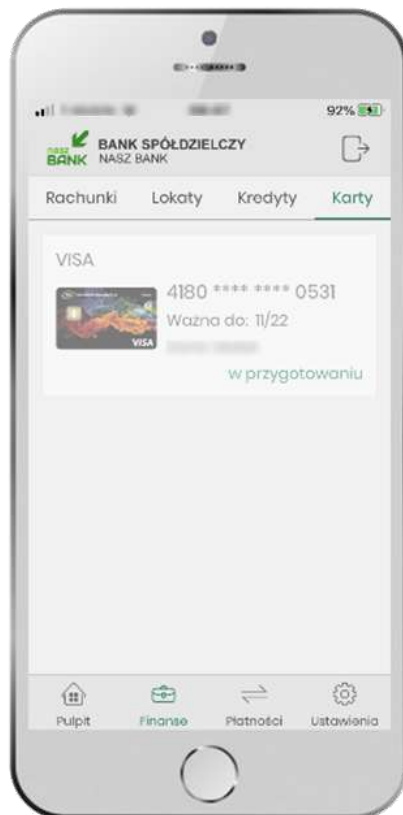 92%
nasz BANK
BANK SPÓŁDZIELCZY
NASZ BANK
Rachunki Lokaty Kredyty Karty
VISA
4180 **** **** 0531
Ważna do: 11/22
VISA
w przygotowaniu
Pulpit Finanse Płatności Ustawienia